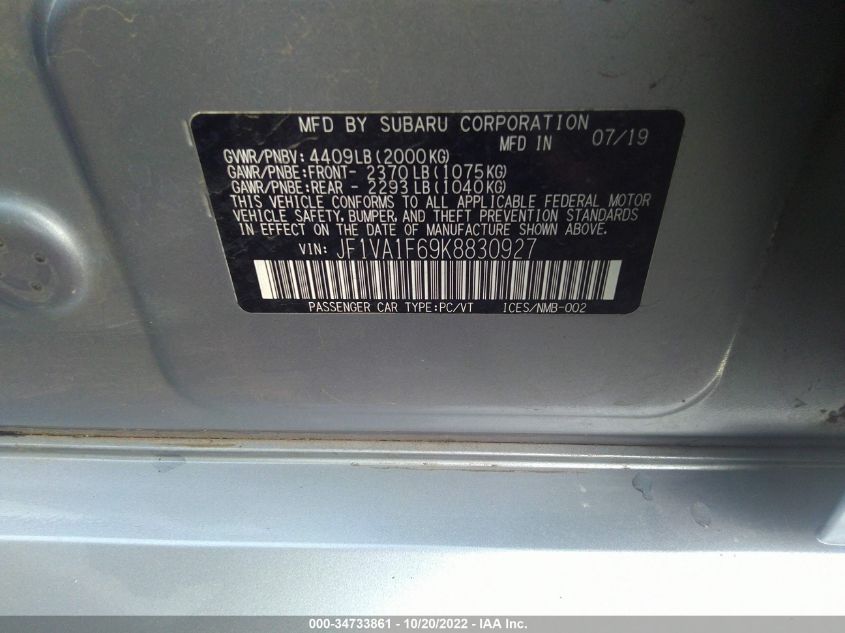 MFD BY SUBARU CORPORATION
MFD IN 07/19
GVWR/PNBV: 4409LB(2000KG)
GAWR/PNBE:FRONT- 2370LB(1075KG)
GAWR/PNBE:REAR - 2293LB(1040KG)
THIS VEHICLE CONFORMS TO ALL APPLICABLE FEDERAL MOTOR
VEHICLE SAFETY, BUMPER, AND THEFT PREVENTION STANDARDS
IN EFFECT ON THE DATE OF MANUFACTURE SHOWN ABOVE.
VIN: JF1VA1F69K8830927
PASSENGER CAR TYPE:PC/VT ICES/NMB-002
000-34733861 - 10/20/2022 - IAA Inc.